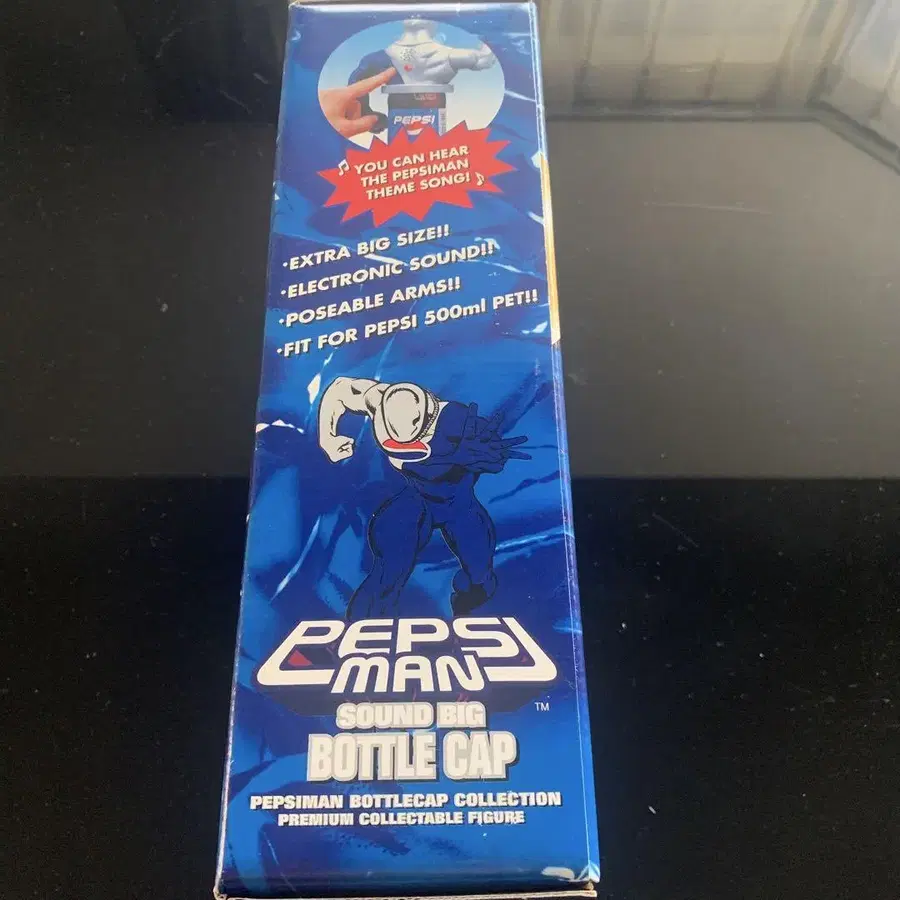 PEPSI
♪ YOU CAN HEAR
THE PEPSIMAN
THEME SONG! ♪
·EXTRA BIG SIZE!!
·ELECTRONIC SOUND!!
·POSEABLE ARMS!!
·FIT FOR PEPSI 500ml PET!!
PEPSI
MAN
TM
SOUND BIG
BOTTLE CAP
PEPSIMAN BOTTLECAP COLLECTION
PREMIUM COLLECTABLE FIGURE